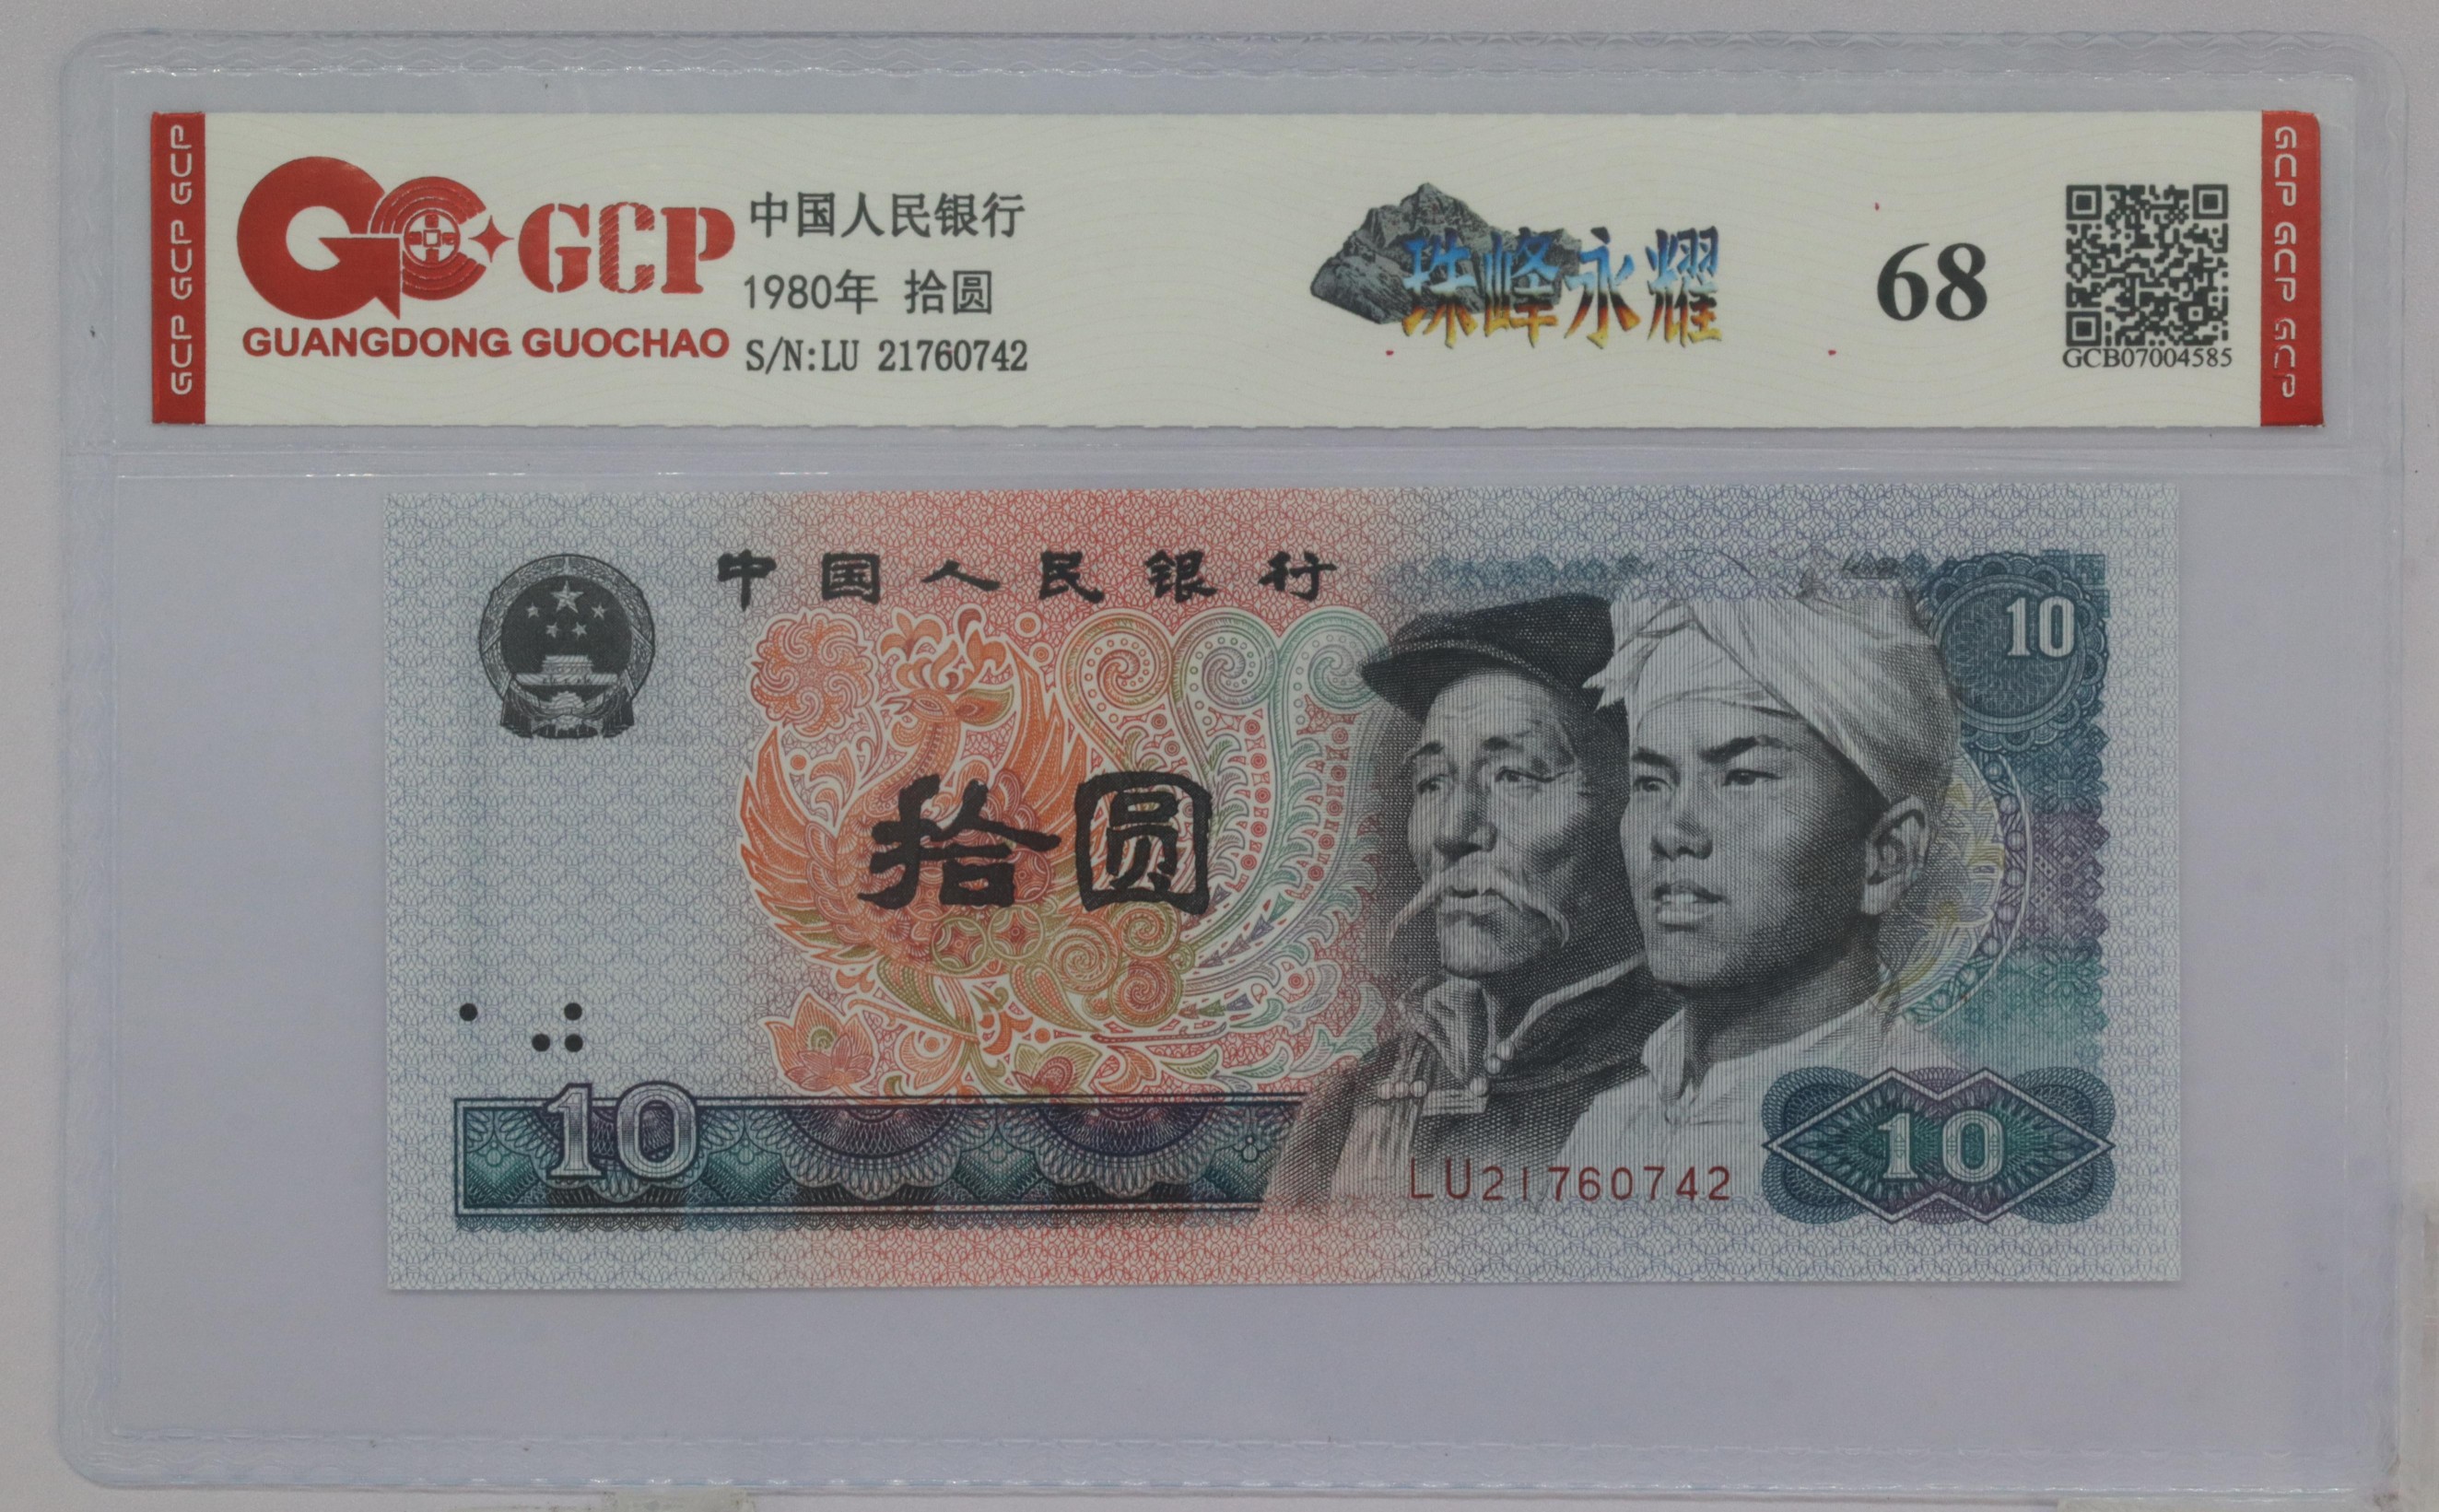 GCP GCP GCP
GCP
GUANGDONG GUOCHAO
中国人民银行
1980年 拾圆
S/N:LU 21760742
珠峰永耀
68
GCB07004585
GCP GCP GCP
中国人民银行
10
拾圆
10
LU21760742
10